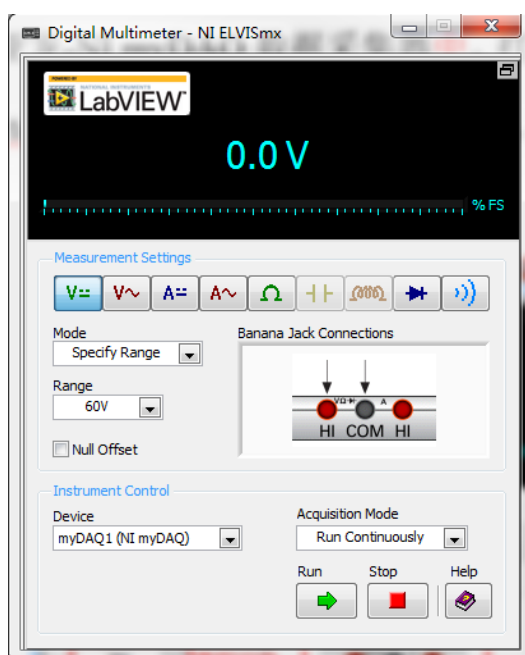 Digital Multimeter - NI ELVISmx
LabVIEW
0.0 V
% FS
Measurement Settings
V
V
A
A
Ω
Mode
Specify Range
Banana Jack Connections
Range
60V
VΩ
A
HI COM HI
Null Offset
Instrument Control
Device
Acquisition Mode
myDAQ1 (NI myDAQ)
Run Continuously
Run Stop Help